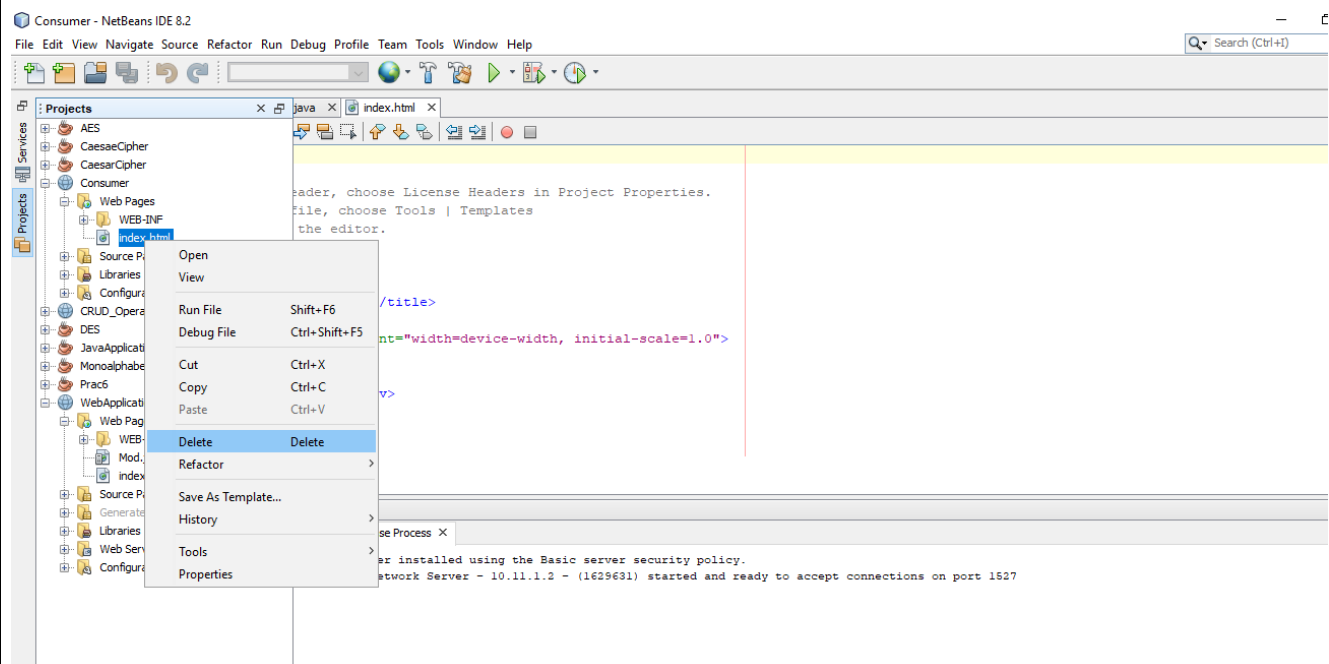 Consumer - NetBeans IDE 8.2
File Edit View Navigate Source Refactor Run Debug Profile Team Tools Window Help
Search (Ctrl+I)
Services
Projects
Projects
AES
CaesaeCipher
CaesarCipher
Consumer
Web Pages
WEB-INF
index.html
Source Pa
Libraries
Configura
CRUD_Opera
DES
JavaApplicati
Monoalphabe
Prac6
WebApplicati
Web Pag
WEB-
Mod.
index
Source Pa
Generate
Libraries
Web Serv
Configura
Open
View
Run File Shift+F6
Debug File Ctrl+Shift+F5
Cut Ctrl+X
Copy Ctrl+C
Paste Ctrl+V
Delete Delete
Refactor
Save As Template...
History
Tools
Properties
java
index.html
eader, choose License Headers in Project Properties.
file, choose Tools | Templates
the editor.
/title>
nt="width=device-width, initial-scale=1.0">
v>
se Process
er installed using the Basic server security policy.
etwork Server - 10.11.1.2 - (1629631) started and ready to accept connections on port 1527